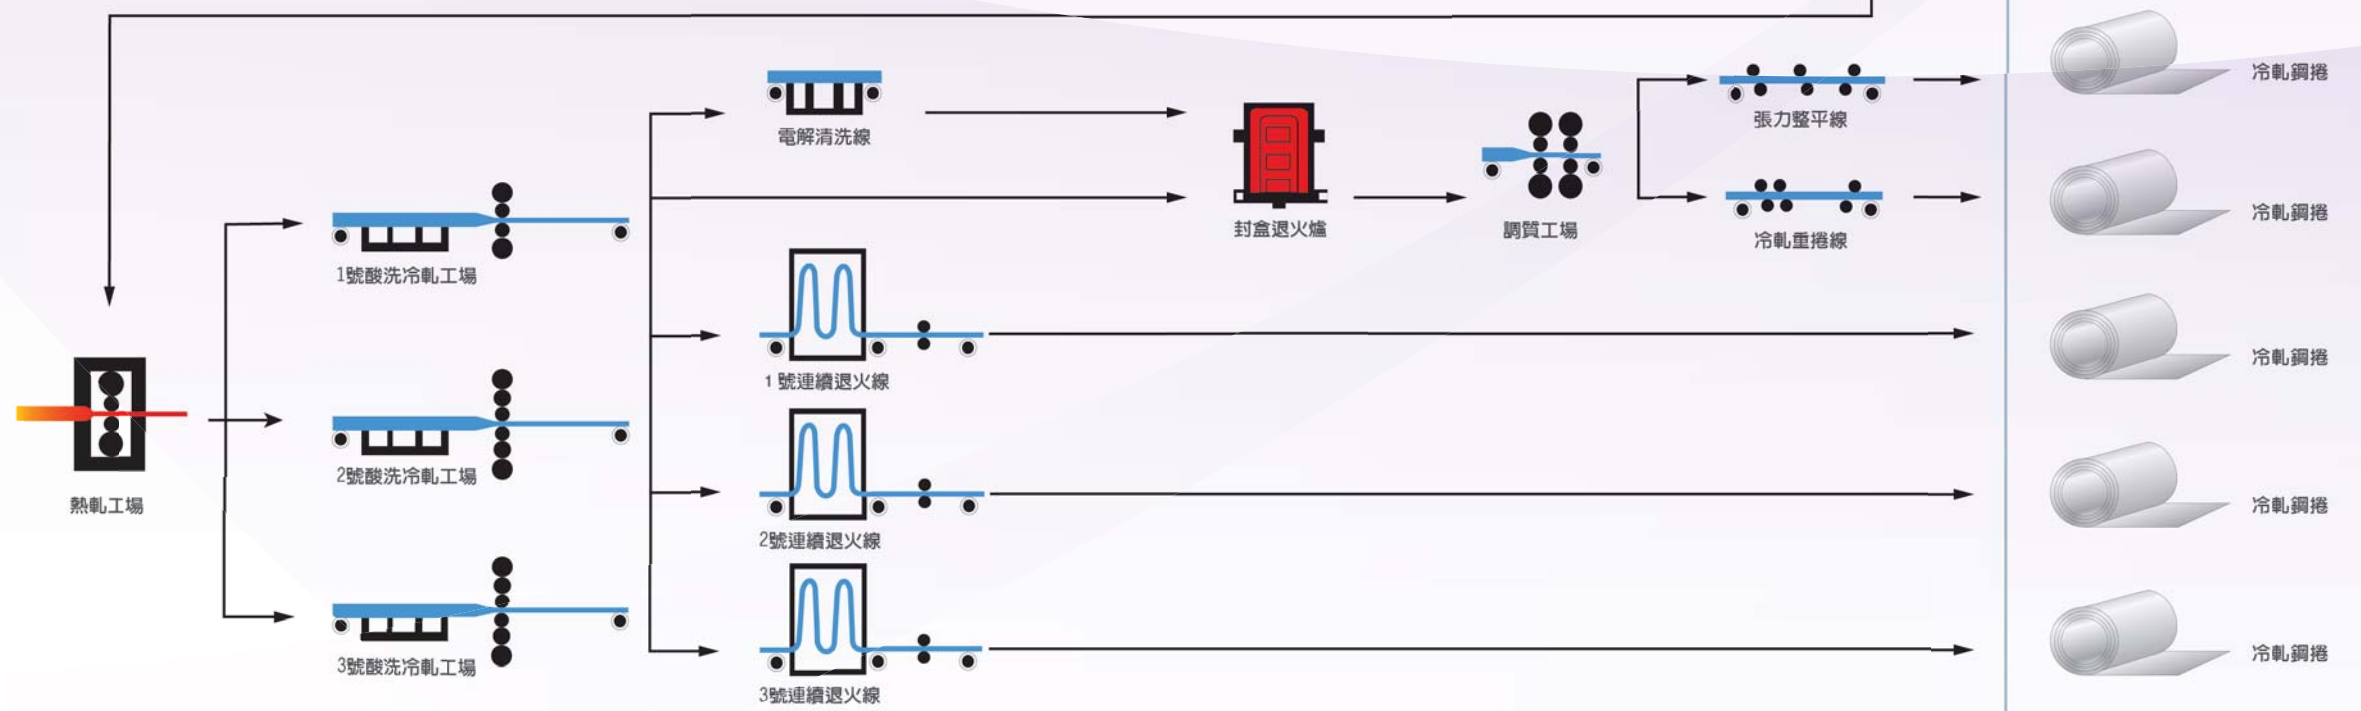 冷軋鋼捲
電解清洗線
張力整平線
冷軋鋼捲
封盒退火爐
調質工場
冷軋重捲線
1號酸洗冷軋工場
冷軋鋼捲
1號連續退火線
2號酸洗冷軋工場
熱軋工場
冷軋鋼捲
2號連續退火線
3號酸洗冷軋工場
冷軋鋼捲
3號連續退火線